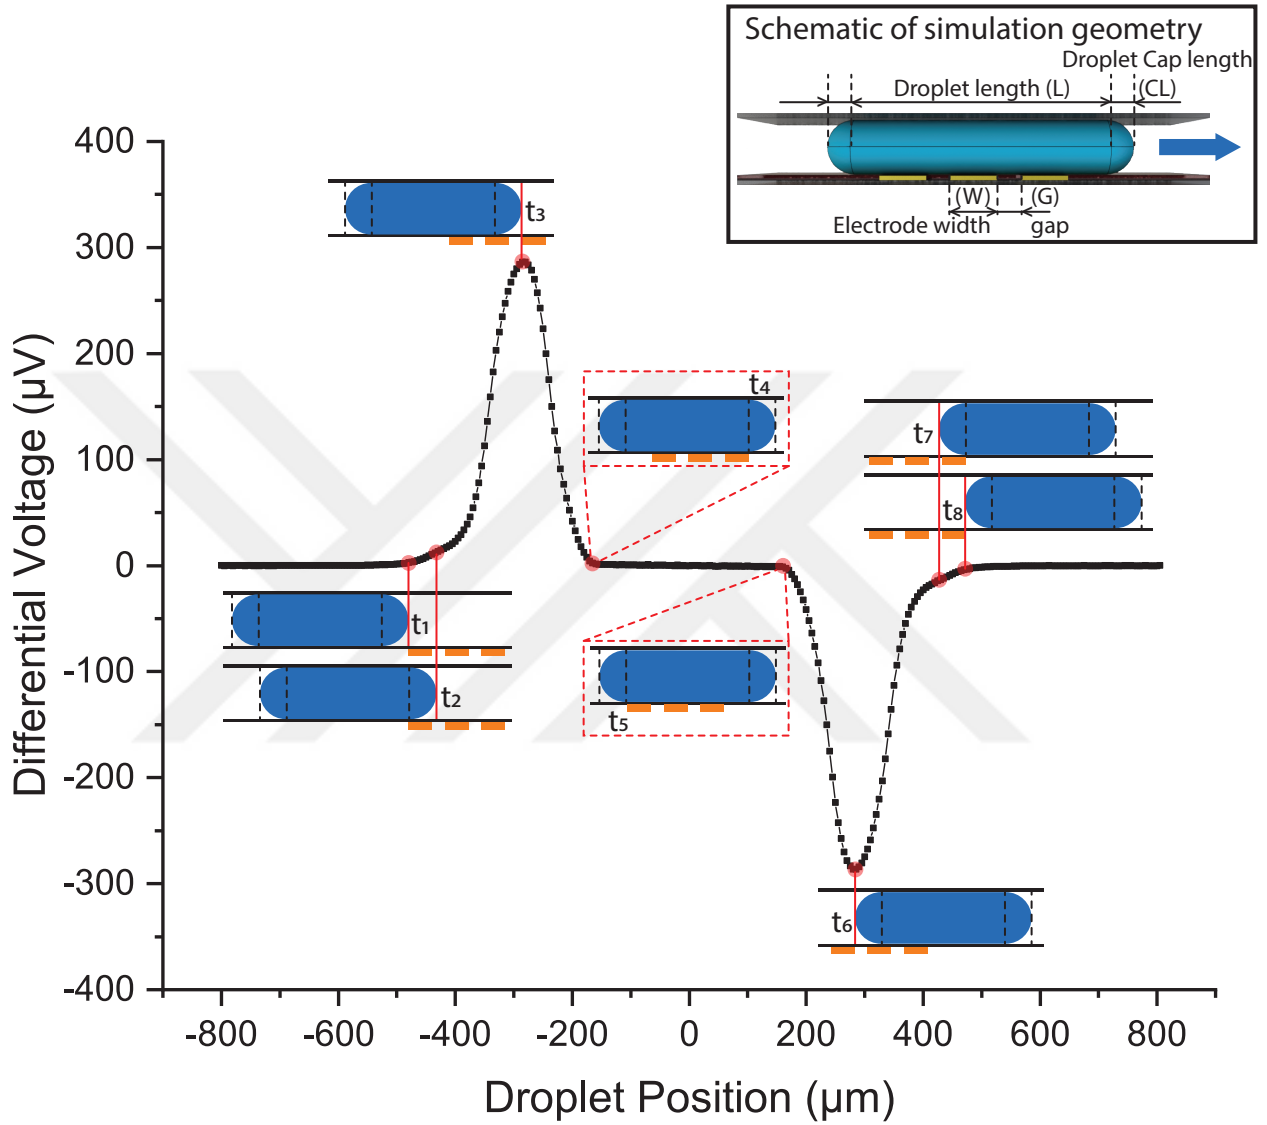 Schematic of simulation geometry
Droplet Cap length
Droplet length (L)
(CL)
(W)
(G)
Electrode width
gap
400
300
200
100
0
-100
-200
-300
-400
Differential Voltage (µV)
t3
t4
t7
t8
t1
t2
t5
t6
-800
-600
-400
-200
0
200
400
600
800
Droplet Position (µm)